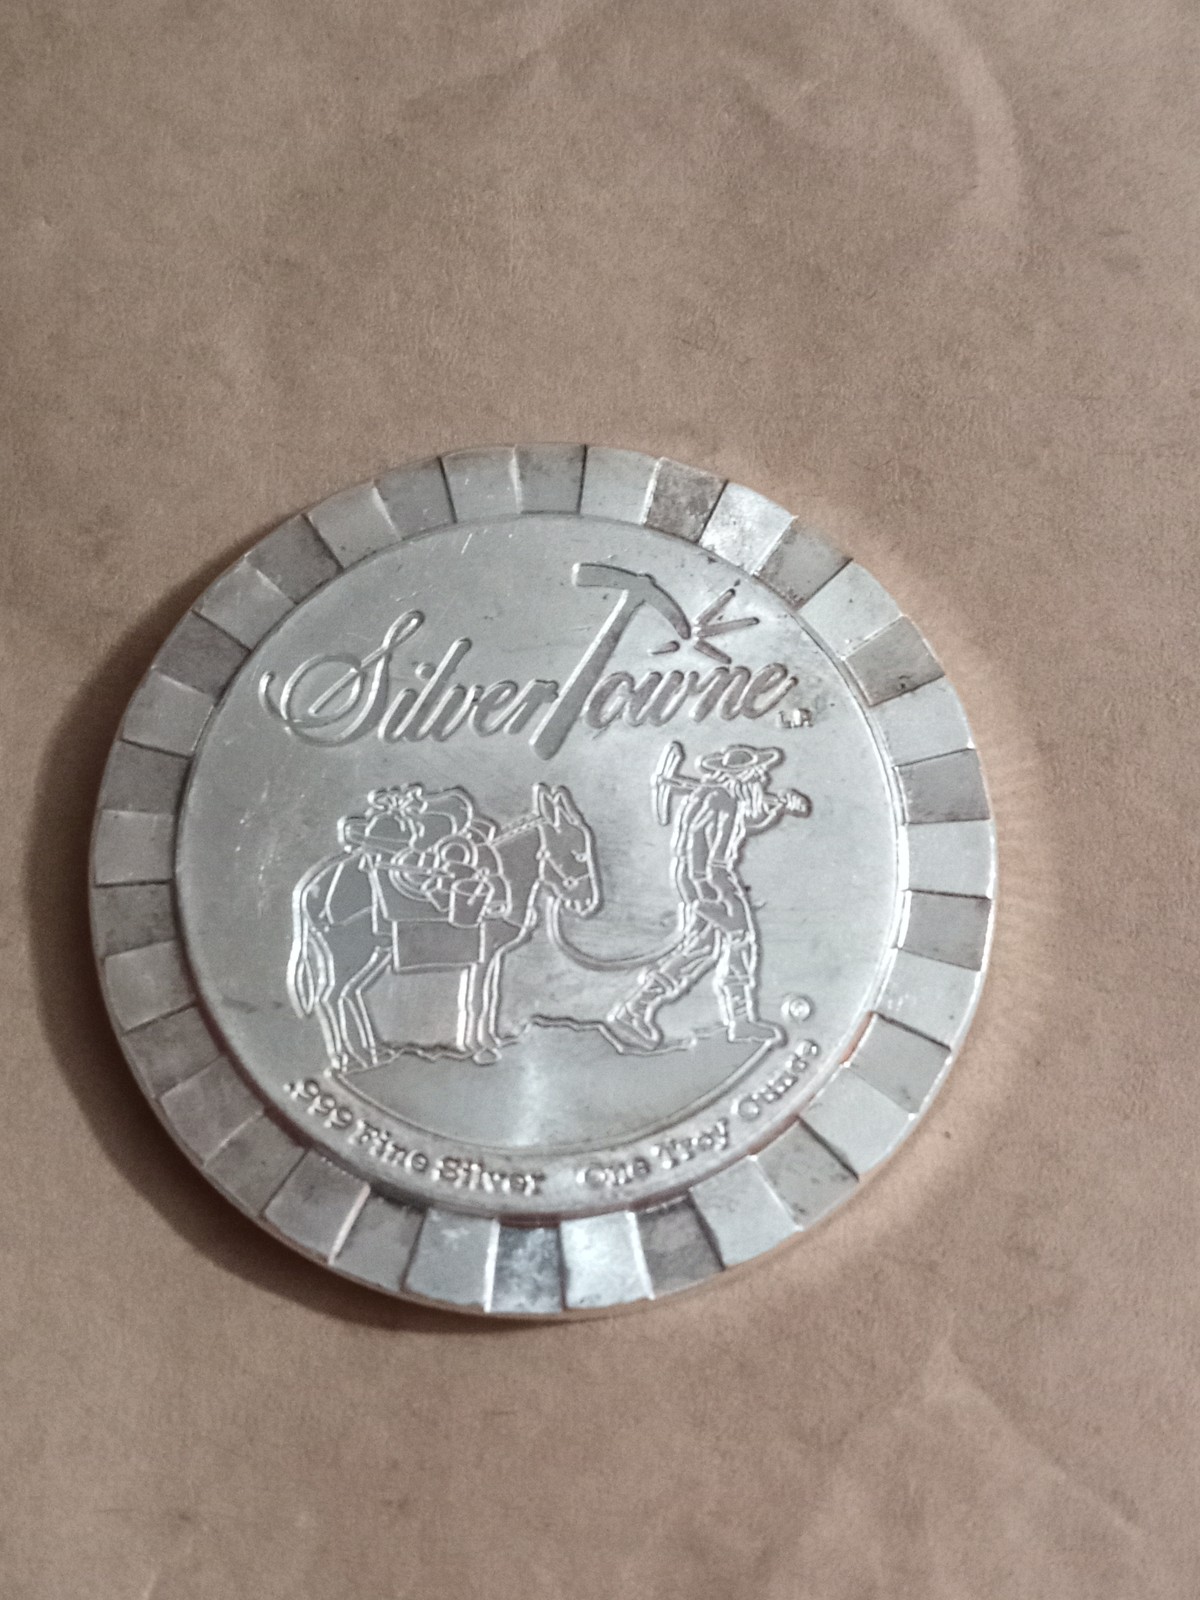 SilverTowne L.P.
©
.999 Fine Silver One Troy Ounce